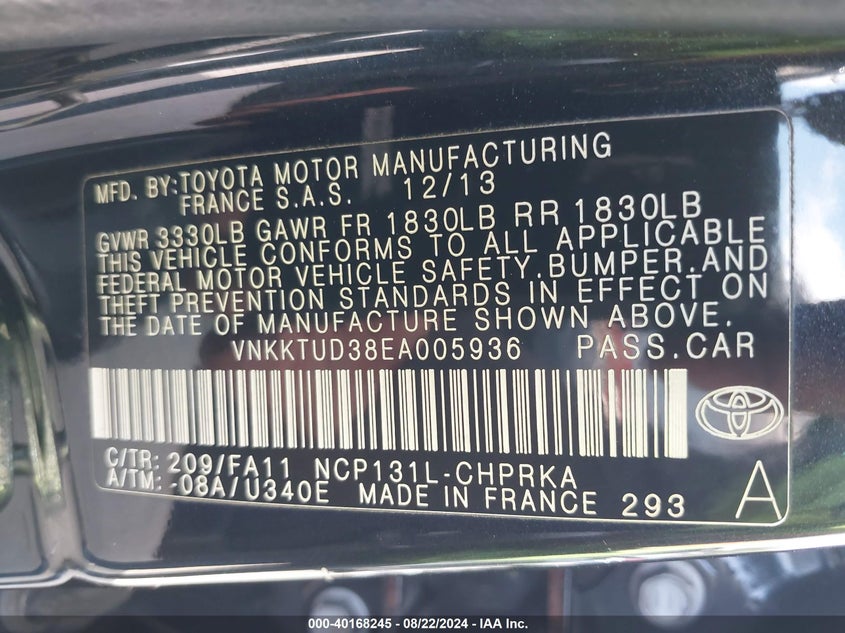 MFD. BY:TOYOTA MOTOR MANUFACTURING
FRANCE S.A.S. 12/13
GVWR 3330LB GAWR FR 1830LB RR 1830LB
THIS VEHICLE CONFORMS TO ALL APPLICABLE
FEDERAL MOTOR VEHICLE SAFETY,BUMPER,AND
THEFT PREVENTION STANDARDS IN EFFECT ON
THE DATE OF MANUFACTURE SHOWN ABOVE.
VNKKTUD38EA005936 PASS.CAR
C/TR: 209/FA11 NCP131L-CHPRKA
A/TM: -08A/U340E MADE IN FRANCE 293 A
000-40168245 - 08/22/2024 - IAA Inc.